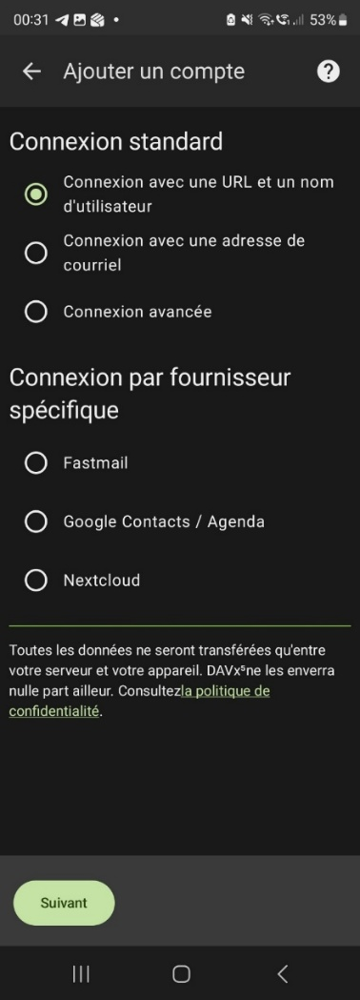 00:31
53%
Ajouter un compte
Connexion standard
Connexion avec une URL et un nom
d'utilisateur
Connexion avec une adresse de
courriel
Connexion avancée
Connexion par fournisseur
spécifique
Fastmail
Google Contacts / Agenda
Nextcloud
Toutes les données ne seront transférées qu'entre
votre serveur et votre appareil. DAVx⁵ne les enverra
nulle part ailleur. Consultezla politique de
confidentialité.
Suivant